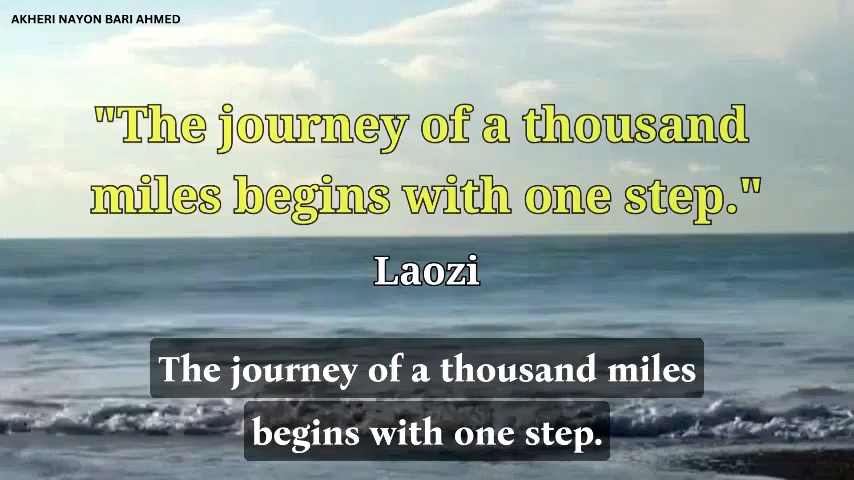 AKHERI NAYON BARI AHMED
"The journey of a thousand
miles begins with one step."
Laozi
The journey of a thousand miles
begins with one step.